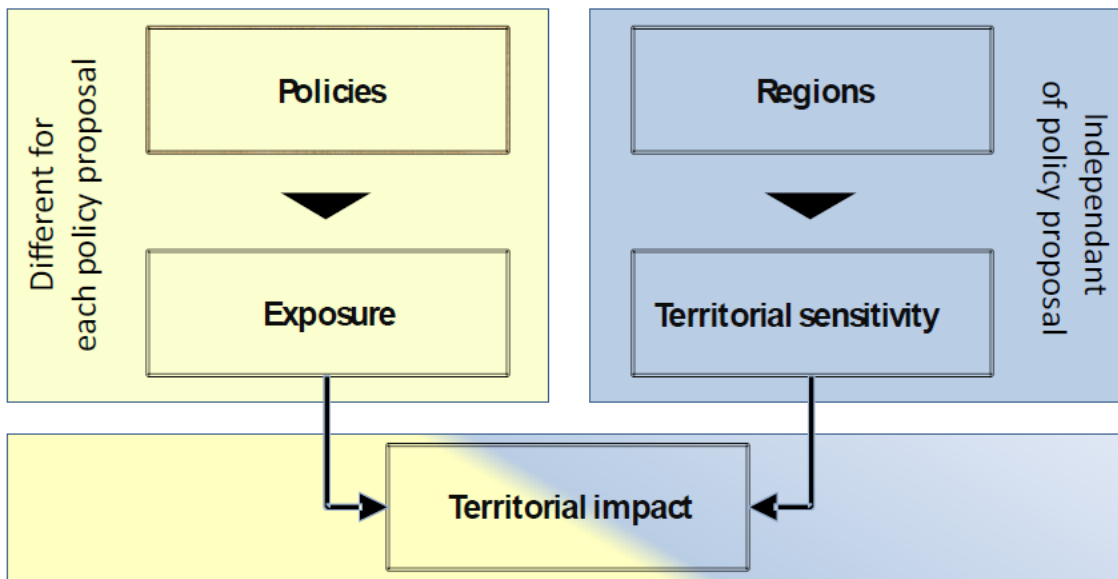 Different for
each policy proposal
Policies
Exposure
Regions
Territorial sensitivity
Independant
of policy proposal
Territorial impact